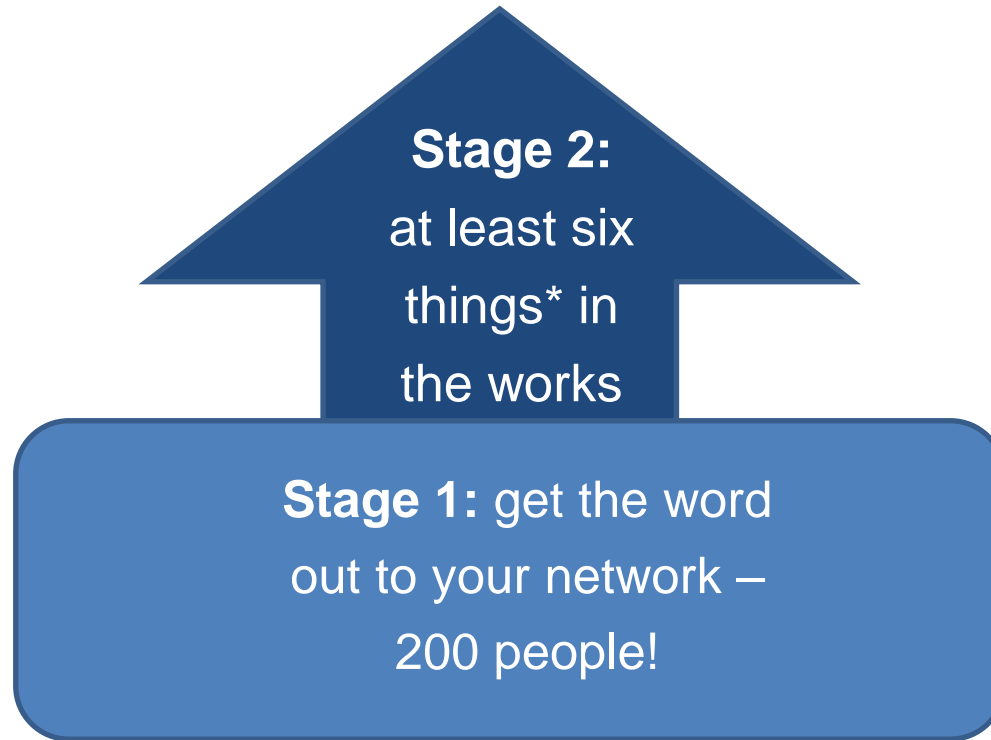 Stage 2:
at least six
things* in
the works
Stage 1: get the word
out to your network –
200 people!